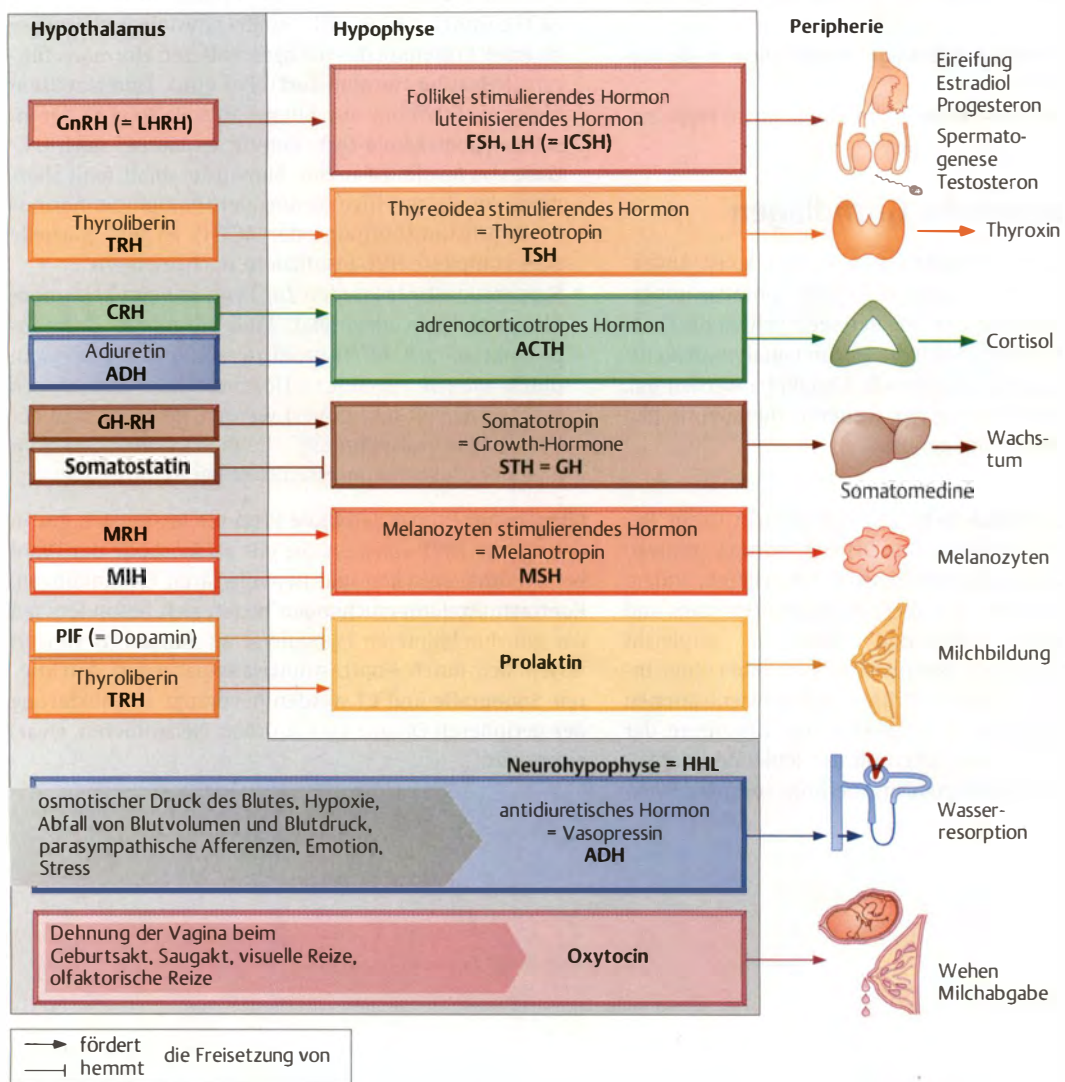 Hypothalamus
Hypophyse
Peripherie
GnRH (= LHRH)
Follikel stimulierendes Hormon
luteinisierendes Hormon
FSH, LH (= ICSH)
Eireifung
Estradiol
Progesteron
Spermato-
genese
Testosteron
Thyroliberin
TRH
Thyreoidea stimulierendes Hormon
= Thyreotropin
TSH
Thyroxin
CRH
Adiuretin
ADH
adrenocorticotropes Hormon
ACTH
Cortisol
GH-RH
Somatostatin
Somatotropin
= Growth-Hormone
STH = GH
Wachs-
tum
Somatomedine
MRH
MIH
Melanozyten stimulierendes Hormon
= Melanotropin
MSH
Melanozyten
PIF (= Dopamin)
Thyroliberin
TRH
Prolaktin
Milchbildung
Neurohypophyse = HHL
osmotischer Druck des Blutes, Hypoxie,
Abfall von Blutvolumen und Blutdruck,
parasympathische Afferenzen, Emotion,
Stress
antidiuretisches Hormon
= Vasopressin
ADH
Wasser-
resorption
Dehnung der Vagina beim
Geburtsakt, Saugakt, visuelle Reize,
olfaktorische Reize
Oxytocin
Wehen
Milchabgabe
fördert
hemmt
die Freisetzung von